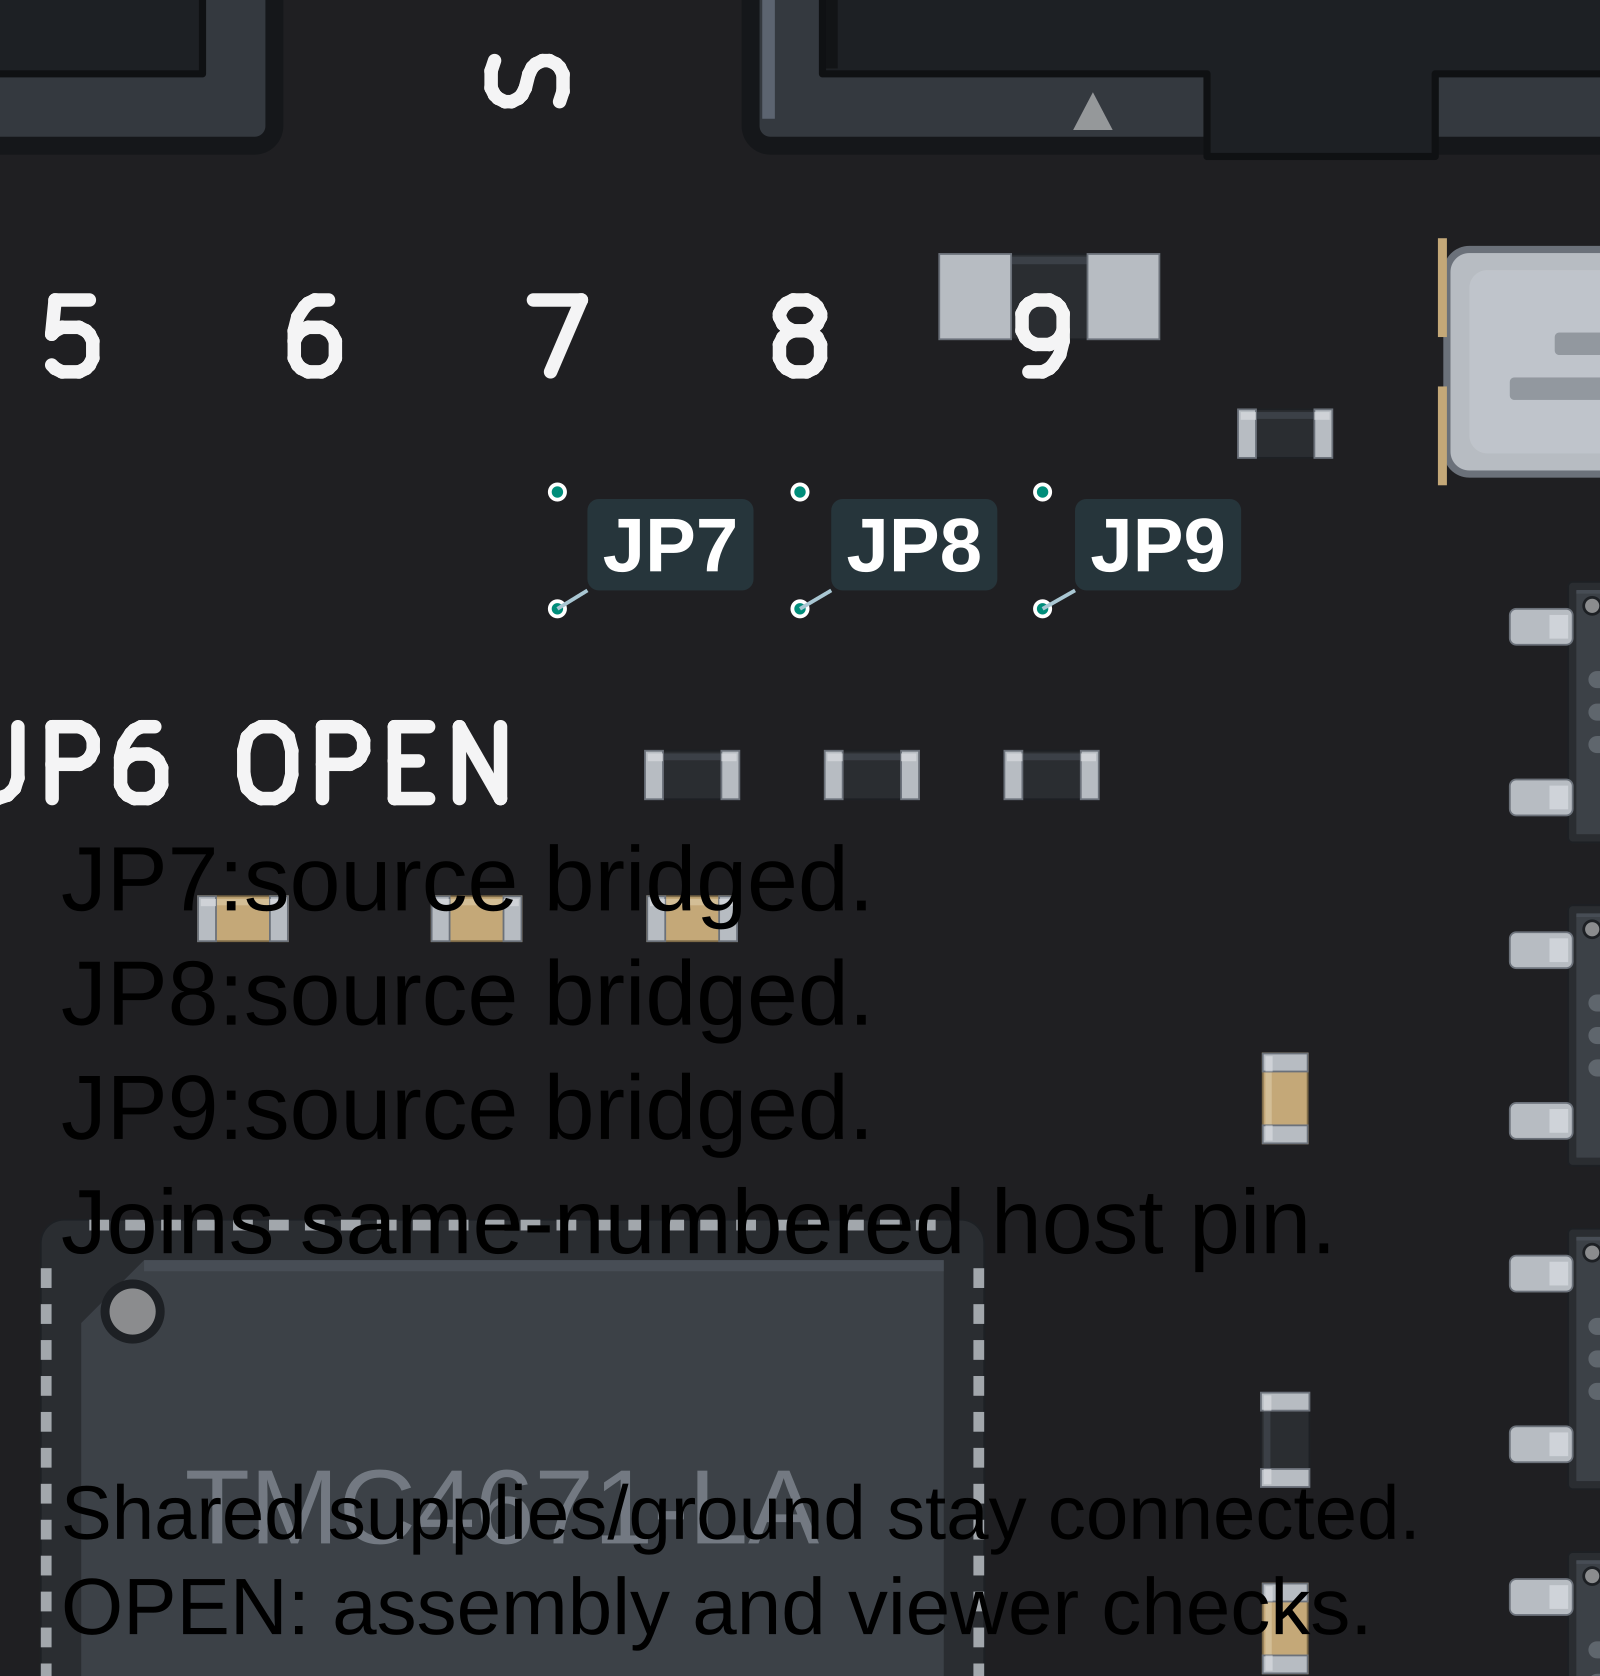 S
5 6 7 8 9
JP7 JP8 JP9
JP6 OPEN
JP7:source bridged.
JP8:source bridged.
JP9:source bridged.
Joins same-numbered host pin.
TMC4671-LA
Shared supplies/ground stay connected.
OPEN: assembly and viewer checks.